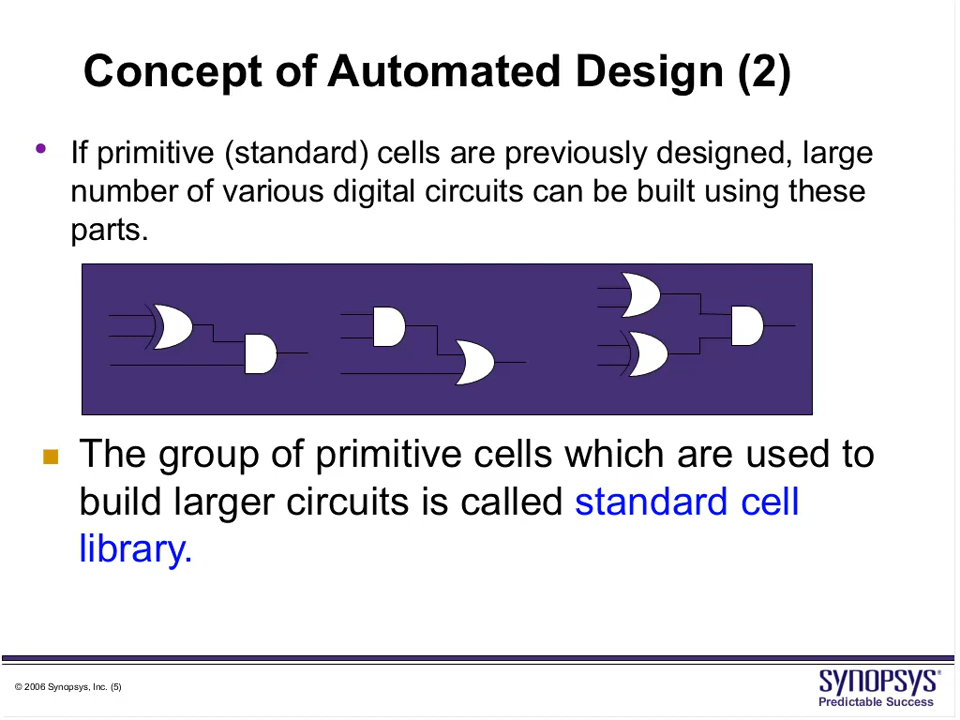 Concept of Automated Design (2)
• If primitive (standard) cells are previously designed, large
number of various digital circuits can be built using these
parts.
■ The group of primitive cells which are used to
build larger circuits is called standard cell
library.
© 2006 Synopsys, Inc. (5)
SYNOPSYS®
Predictable Success